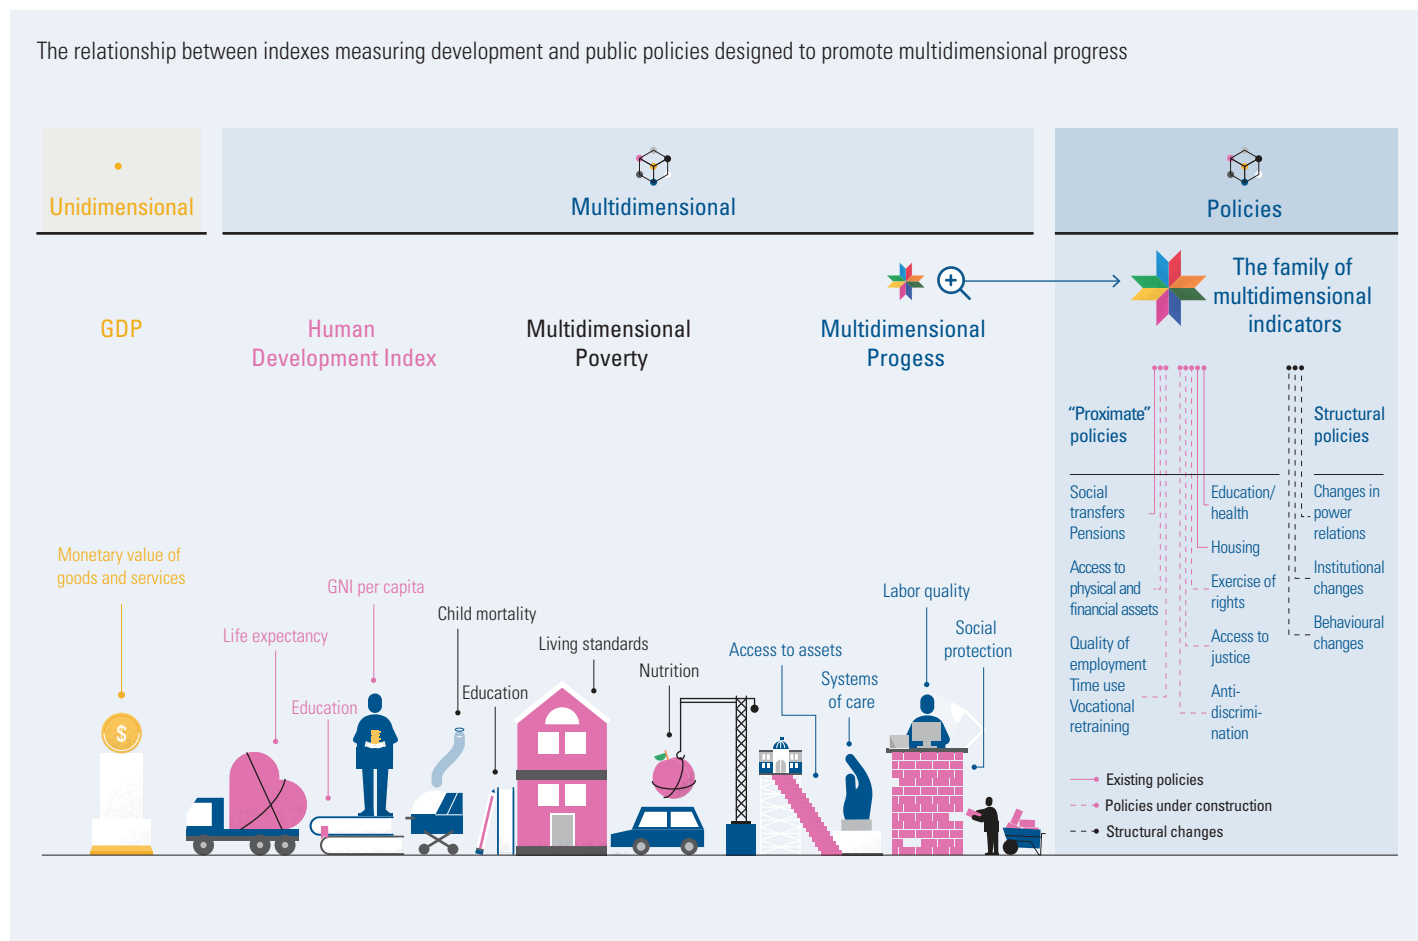 The relationship between indexes measuring development and public policies designed to promote multidimensional progress
Unidimensional
Multidimensional
Policies
GDP
Human
Development Index
Multidimensional
Poverty
Multidimensional
Progess
The family of
multidimensional
indicators
Monetary value of
goods and services
$
Life expectancy
Education
GNI per capita
Child mortality
Education
Living standards
Nutrition
Access to assets
Systems
of care
Labor quality
Social
protection
“Proximate”
policies
Social
transfers
Pensions
Access to
physical and
financial assets
Quality of
employment
Time use
Vocational
retraining
Education/
health
Housing
Exercise of
rights
Access to
justice
Anti-
discrimi-
nation
Structural
policies
Changes in
power
relations
Institutional
changes
Behavioural
changes
Existing policies
Policies under construction
Structural changes